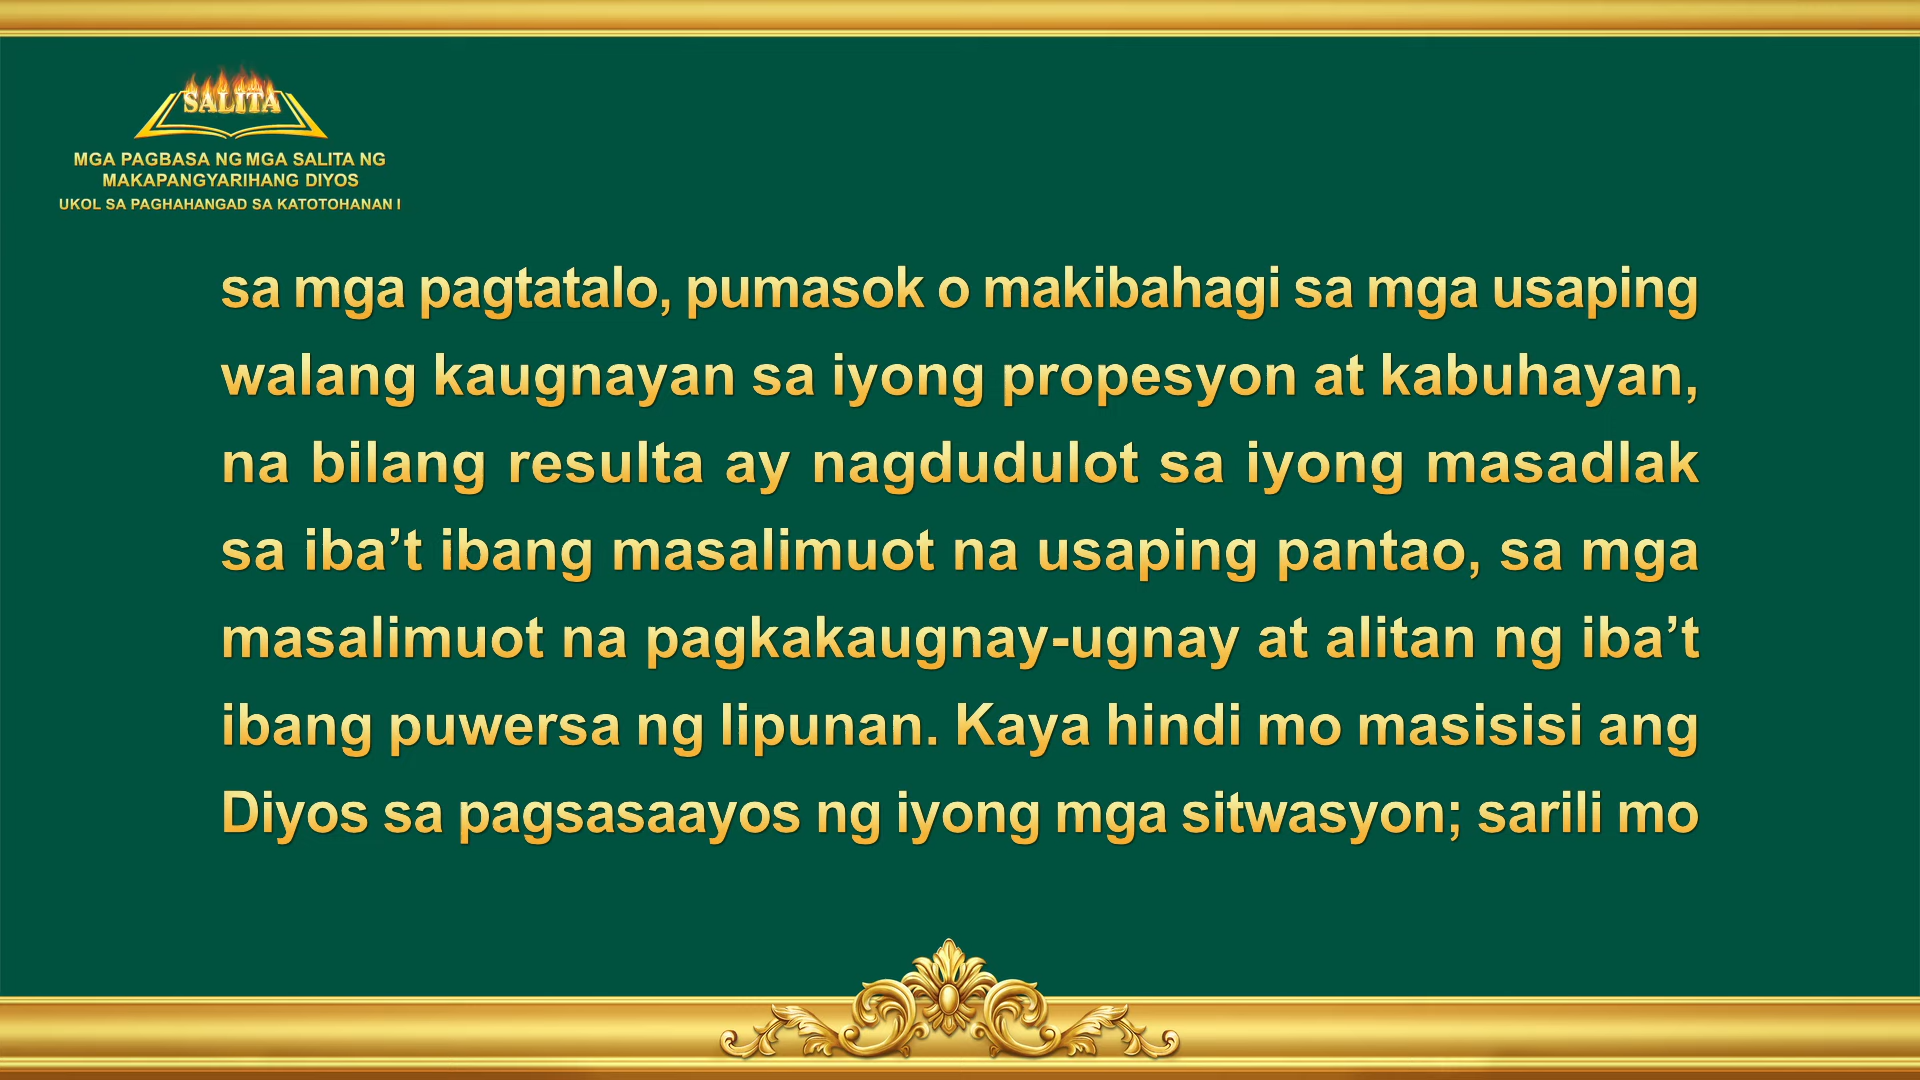 SALITA
MGA PAGBASA NG MGA SALITA NG
MAKAPANGYARIHANG DIYOS
UKOL SA PAGHAHANGAD SA KATOTOHANAN I
sa mga pagtatalo, pumasok o makibahagi sa mga usaping
walang kaugnayan sa iyong propesyon at kabuhayan,
na bilang resulta ay nagdudulot sa iyong masadlak
sa iba’t ibang masalimuot na usaping pantao, sa mga
masalimuot na pagkakaugnay-ugnay at alitan ng iba’t
ibang puwersa ng lipunan. Kaya hindi mo masisisi ang
Diyos sa pagsasaayos ng iyong mga sitwasyon; sarili mo